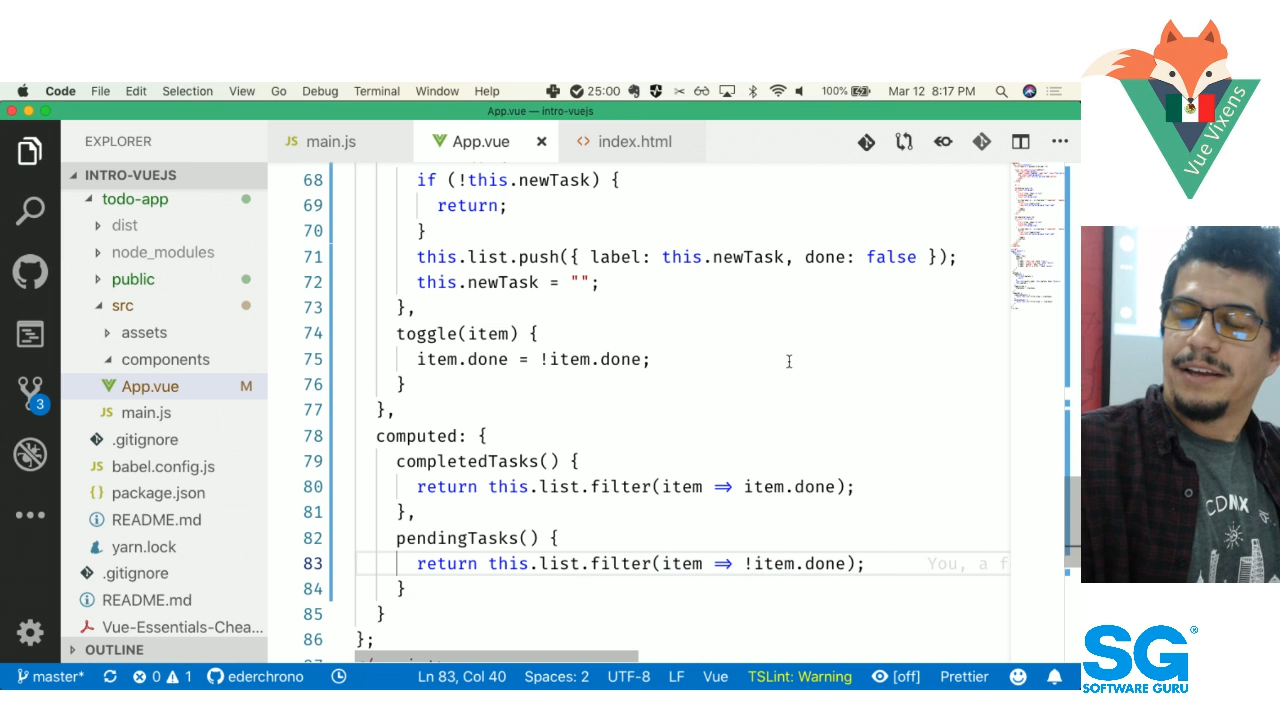 Code File Edit Selection View Go Debug Terminal Window Help 25:00 100% Mar 12 8:17 PM
App.vue — intro-vuejs
EXPLORER
JS main.js
App.vue
<> index.html
INTRO-VUEJS
todo-app
dist
node_modules
public
src
assets
components
App.vue M
JS main.js
.gitignore
JS babel.config.js
{} package.json
README.md
yarn.lock
.gitignore
README.md
Vue-Essentials-Chea...
OUTLINE
3
68 if (!this.newTask) {
69 return;
70 }
71 this.list.push({ label: this.newTask, done: false });
72 this.newTask = "";
73 },
74 toggle(item) {
75 item.done = !item.done;
76 }
77 },
78 computed: {
79 completedTasks() {
80 return this.list.filter(item => item.done);
81 },
82 pendingTasks() {
83 return this.list.filter(item => !item.done); You, a f
84 }
85 }
86 };
master* 0 1 ederchrono Ln 83, Col 40 Spaces: 2 UTF-8 LF Vue TSLint: Warning [off] Prettier
Vue Vixens
CDNX
SG®
SOFTWARE GURU